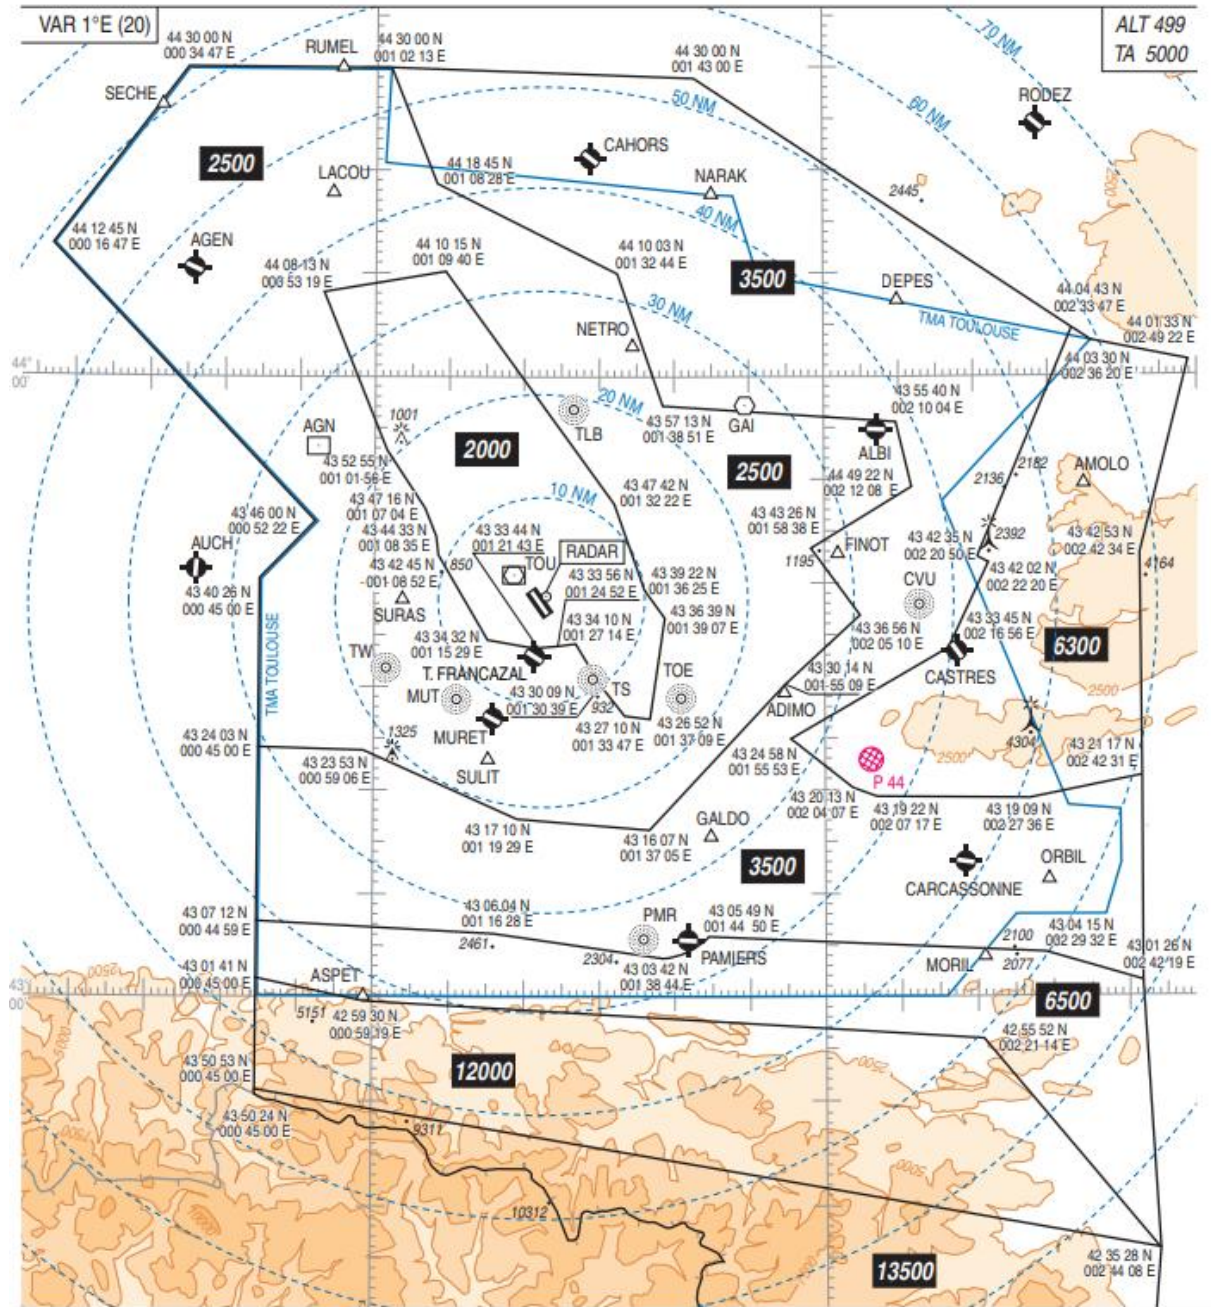 VAR 1°E (20)
ALT 499
TA 5000
44 30 00 N
000 34 47 E
RUMEL
44 30 00 N
001 02 13 E
44 30 00 N
001 43 00 E
70 NM
60 NM
50 NM
SECHE
RODEZ
2500
CAHORS
2500
LACOU
44 18 45 N
001 08 28 E
NARAK
2445
40 NM
44 12 45 N
000 16 47 E
AGEN
44 10 15 N
001 09 40 E
44 10 03 N
001 32 44 E
44 08 13 N
000 53 19 E
3500
DEPES
44 04 43 N
002 33 47 E
30 NM
TMA TOULOUSE
44 01 33 N
002 49 22 E
NETRO
44°
00'
44 03 30 N
002 36 20 E
20 NM
43 55 40 N
002 10 04 E
1001
TLB
43 57 13 N
001 38 51 E
GAI
AGN
2000
ALBI
43 52 55 N
001 01 56 E
2500
44 49 22 N
002 12 08 E
2136
2182
AMOLO
43 47 16 N
001 07 04 E
43 47 42 N
001 32 22 E
10 NM
43 46 00 N
000 52 22 E
43 44 33 N
001 08 35 E
43 33 44 N
001 21 43 E
43 43 26 N
001 58 38 E
2392
43 42 53 N
002 42 34 E
AUCH
43 42 45 N
001 08 52 E
850
TOU
RADAR
FINOT
1195
43 42 35 N
002 20 50 E
43 42 02 N
002 22 20 E
4164
43 40 26 N
000 45 00 E
SURAS
43 33 56 N
001 24 52 E
43 39 22 N
001 36 25 E
CVU
43 34 10 N
001 27 14 E
43 36 39 N
001 39 07 E
43 36 56 N
002 05 10 E
43 33 45 N
002 16 56 E
43 34 32 N
001 15 29 E
6300
TW
T. FRANCAZAL
TMA TOULOUSE
MUT
43 30 09 N
001 30 39 E
TS
TOE
43 30 14 N
001 55 09 E
CASTRES
2500
932
ADIMO
1325
MURET
43 27 10 N
001 33 47 E
43 26 52 N
001 37 09 E
4304
43 24 03 N
000 45 00 E
43 23 53 N
000 59 06 E
SULIT
43 24 58 N
001 55 53 E
2500
43 21 17 N
002 42 31 E
P 44
43 20 13 N
002 04 07 E
43 19 22 N
002 07 17 E
43 19 09 N
002 27 36 E
43 17 10 N
001 19 29 E
43 16 07 N
001 37 05 E
GALDO
3500
CARCASSONNE
ORBIL
43 07 12 N
000 44 59 E
43 06 04 N
001 16 28 E
PMR
43 05 49 N
001 44 50 E
43 04 15 N
002 29 32 E
2461
2304
PAMIERS
2100
MORIL
2077
43 03 42 N
001 38 44 E
43 01 26 N
002 42 19 E
43 01 41 N
000 45 00 E
ASPET
2500
43°
00'
6500
5151
42 59 30 N
000 59 19 E
42 55 52 N
002 21 14 E
5000
43 50 53 N
000 45 00 E
12000
2500
43 50 24 N
000 45 00 E
9311
7500
5000
10312
7500
42 35 28 N
002 44 08 E
13500